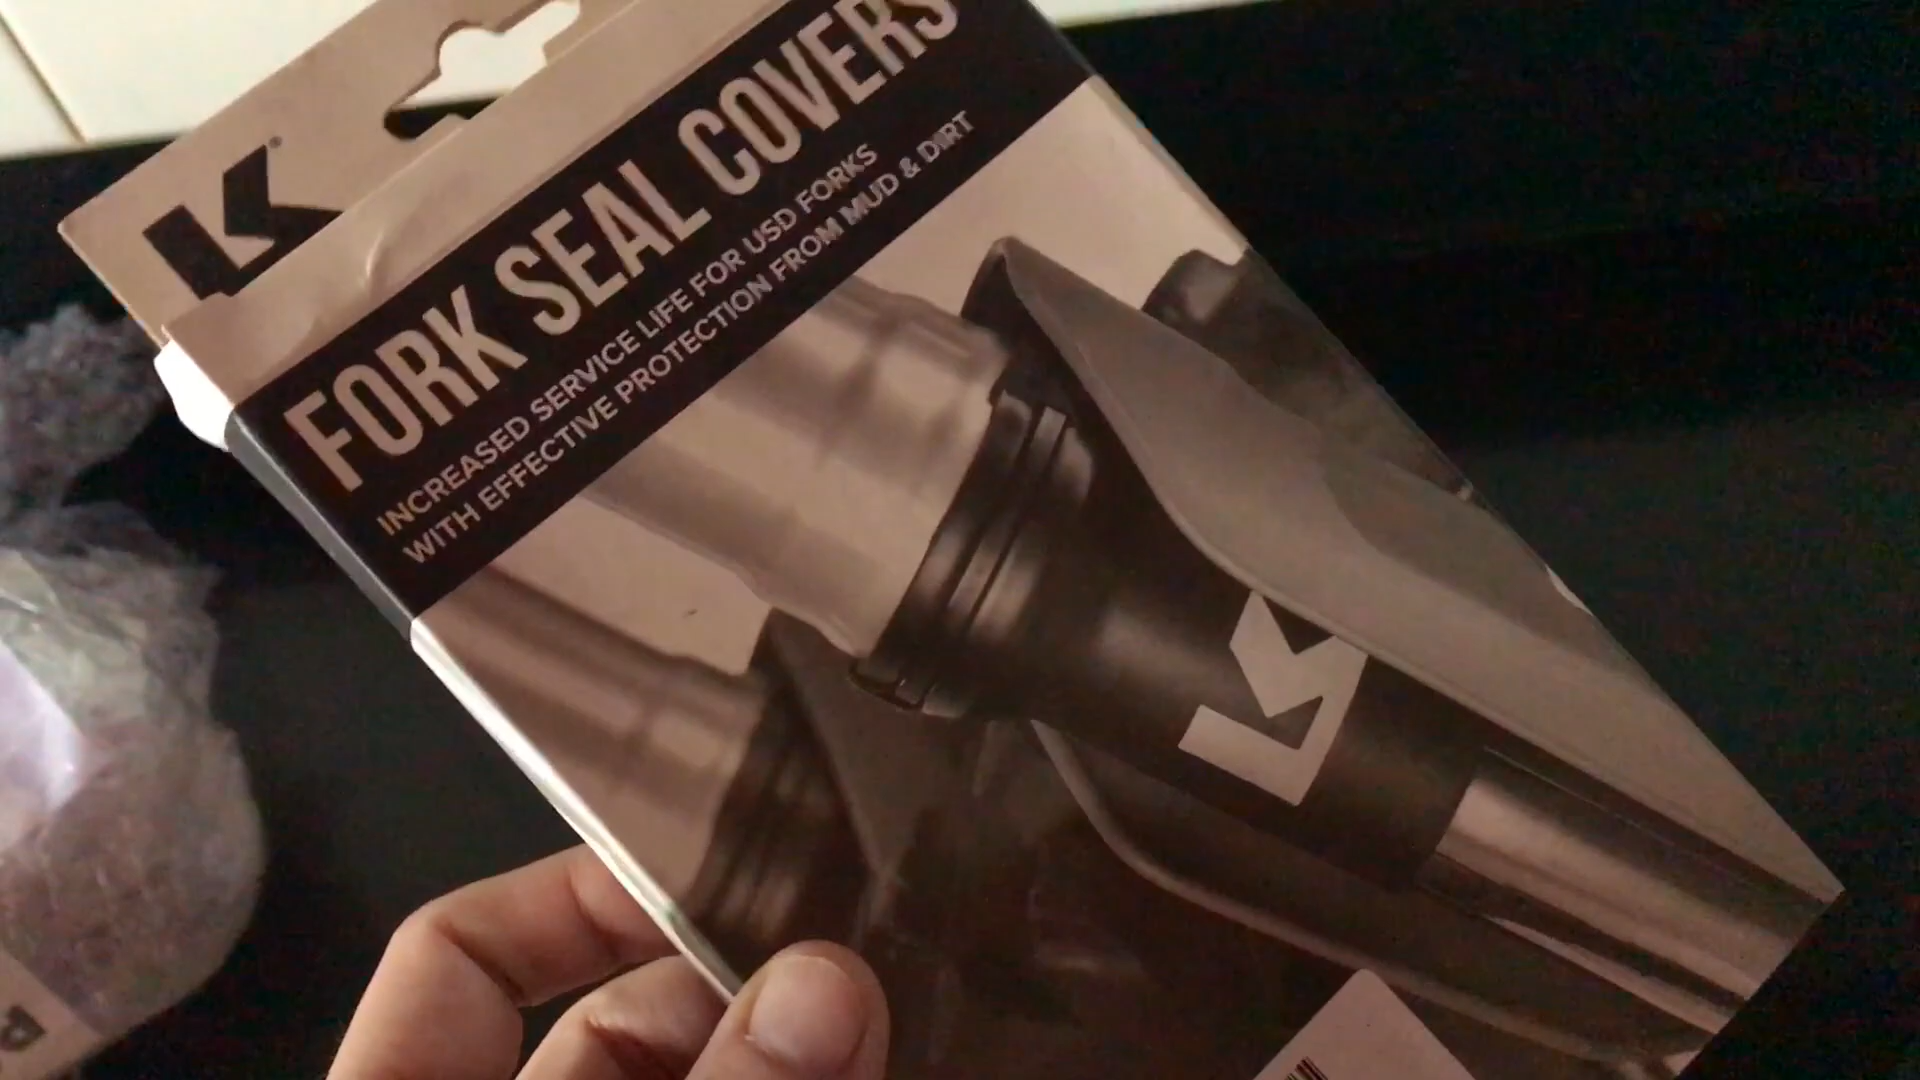 FORK SEAL COVERS
INCREASED SERVICE LIFE FOR USD FORKS
WITH EFFECTIVE PROTECTION FROM MUD & DIRT